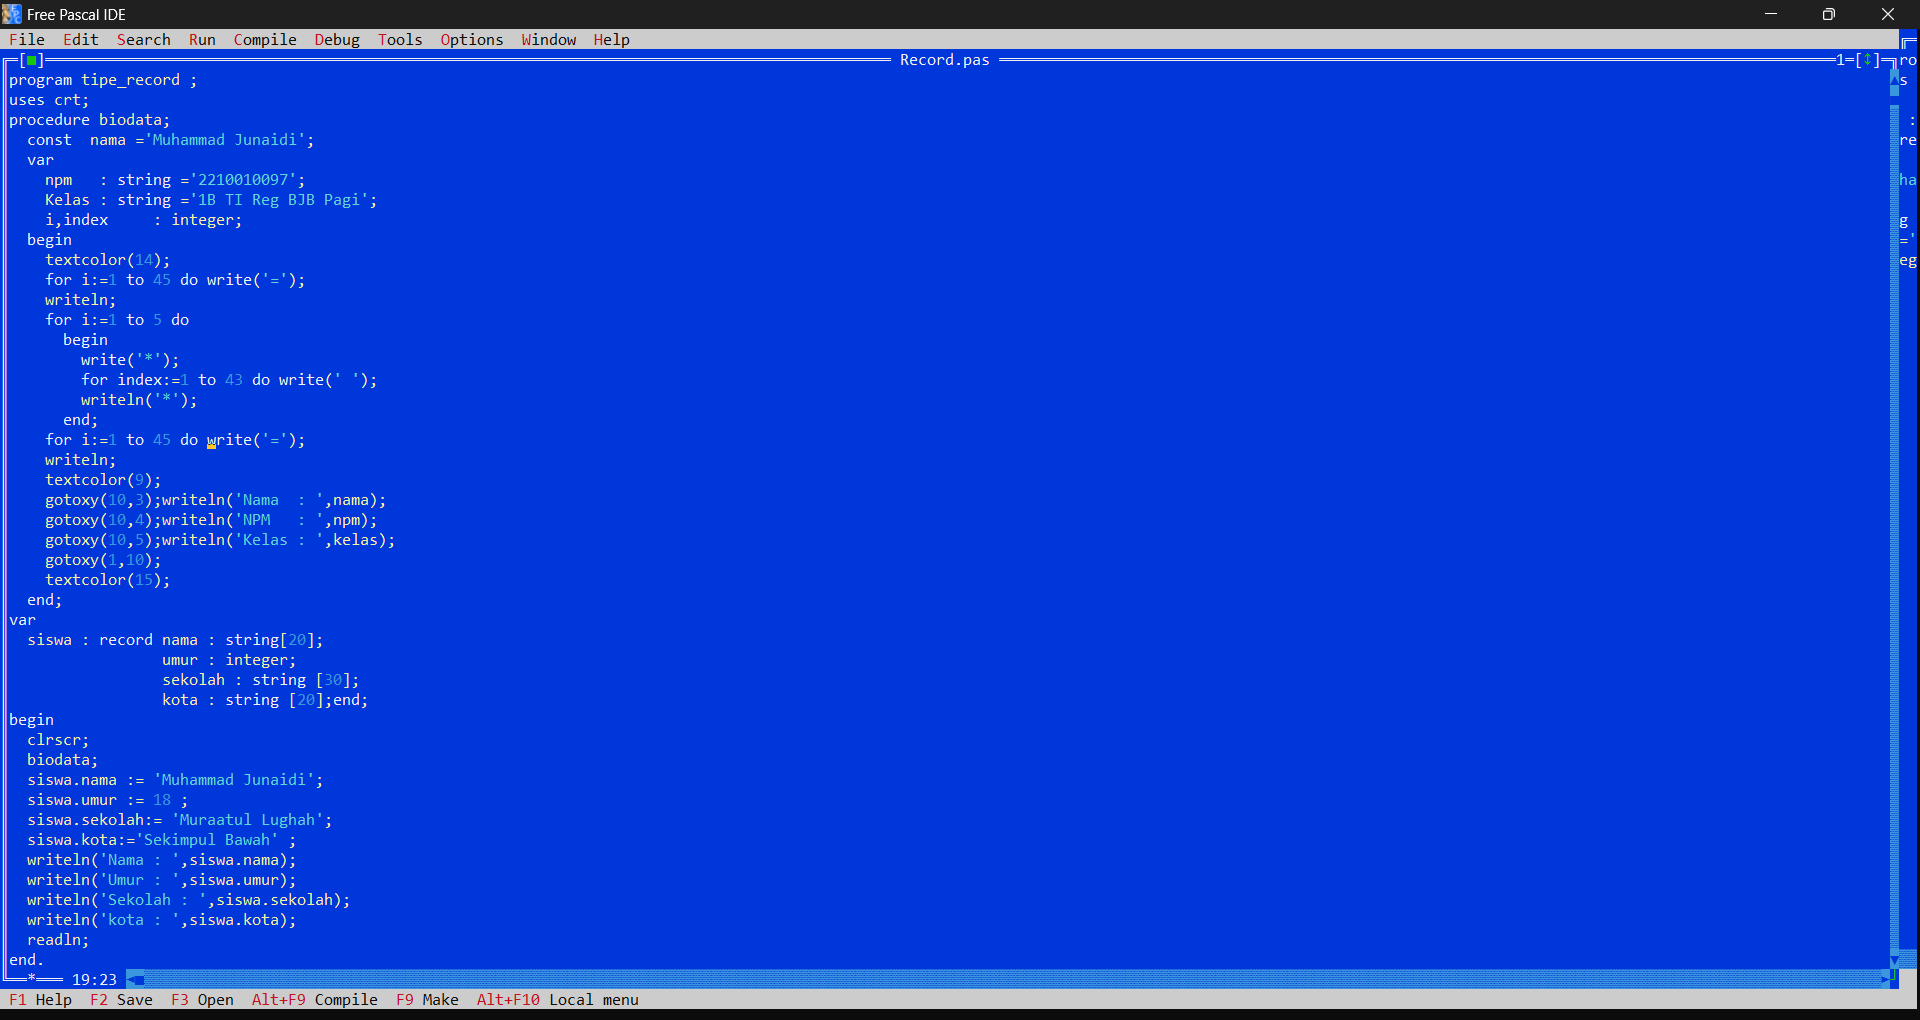 Free Pascal IDE
File Edit Search Run Compile Debug Tools Options Window Help
[■] Record.pas 1=[↕]
program tipe_record ;
uses crt;
procedure biodata;
  const  nama ='Muhammad Junaidi';
  var
    npm   : string ='2210010097';
    Kelas : string ='1B TI Reg BJB Pagi';
    i,index     : integer;
  begin
    textcolor(14);
    for i:=1 to 45 do write('=');
    writeln;
    for i:=1 to 5 do
      begin
        write('*');
        for index:=1 to 43 do write(' ');
        writeln('*');
      end;
    for i:=1 to 45 do write('=');
    writeln;
    textcolor(9);
    gotoxy(10,3);writeln('Nama  : ',nama);
    gotoxy(10,4);writeln('NPM   : ',npm);
    gotoxy(10,5);writeln('Kelas : ',kelas);
    gotoxy(1,10);
    textcolor(15);
  end;
var
  siswa : record nama : string[20];
                 umur : integer;
                 sekolah : string [30];
                 kota : string [20];end;
begin
  clrscr;
  biodata;
  siswa.nama := 'Muhammad Junaidi';
  siswa.umur := 18 ;
  siswa.sekolah:= 'Muraatul Lughah';
  siswa.kota:='Sekimpul Bawah' ;
  writeln('Nama : ',siswa.nama);
  writeln('Umur : ',siswa.umur);
  writeln('Sekolah : ',siswa.sekolah);
  writeln('kota : ',siswa.kota);
  readln;
end.
* 19:23
ro
s
:
re
ha
g
='
eg
F1 Help F2 Save F3 Open Alt+F9 Compile F9 Make Alt+F10 Local menu